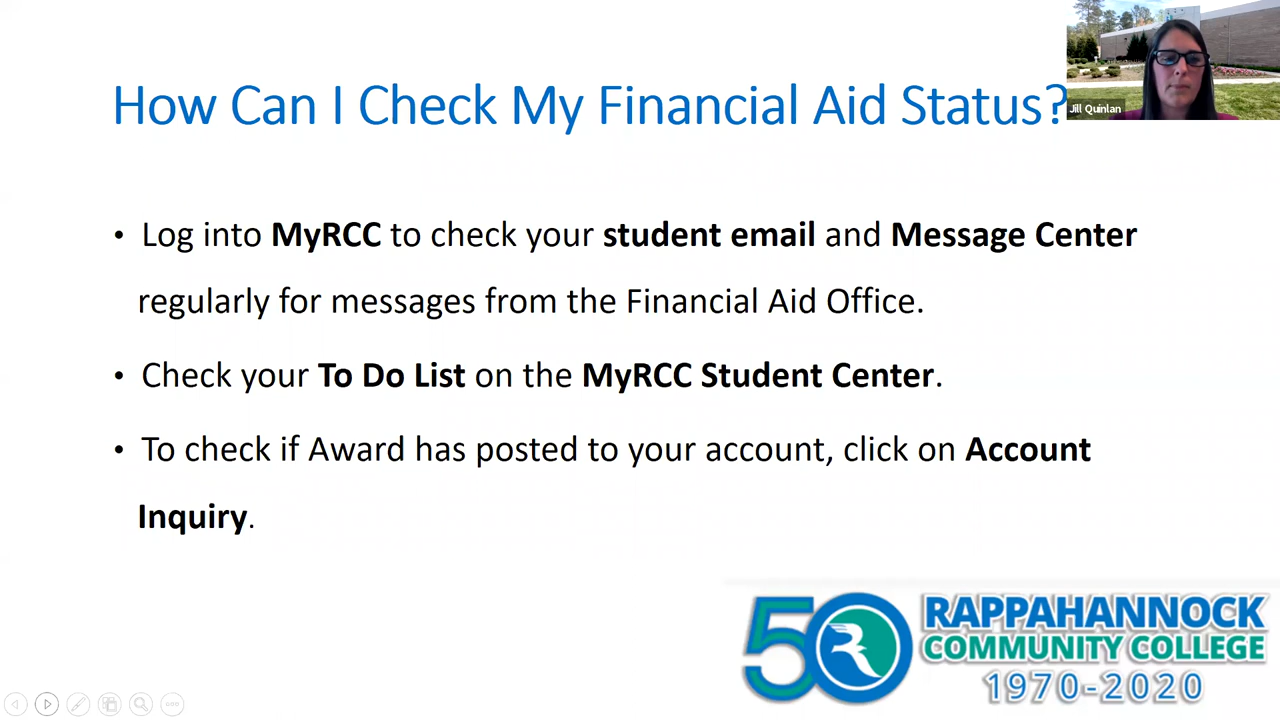 How Can I Check My Financial Aid Status?
Jill Quinlan
• Log into MyRCC to check your student email and Message Center
regularly for messages from the Financial Aid Office.
• Check your To Do List on the MyRCC Student Center.
• To check if Award has posted to your account, click on Account
Inquiry.
50 RAPPAHANNOCK
COMMUNITY COLLEGE
1970-2020